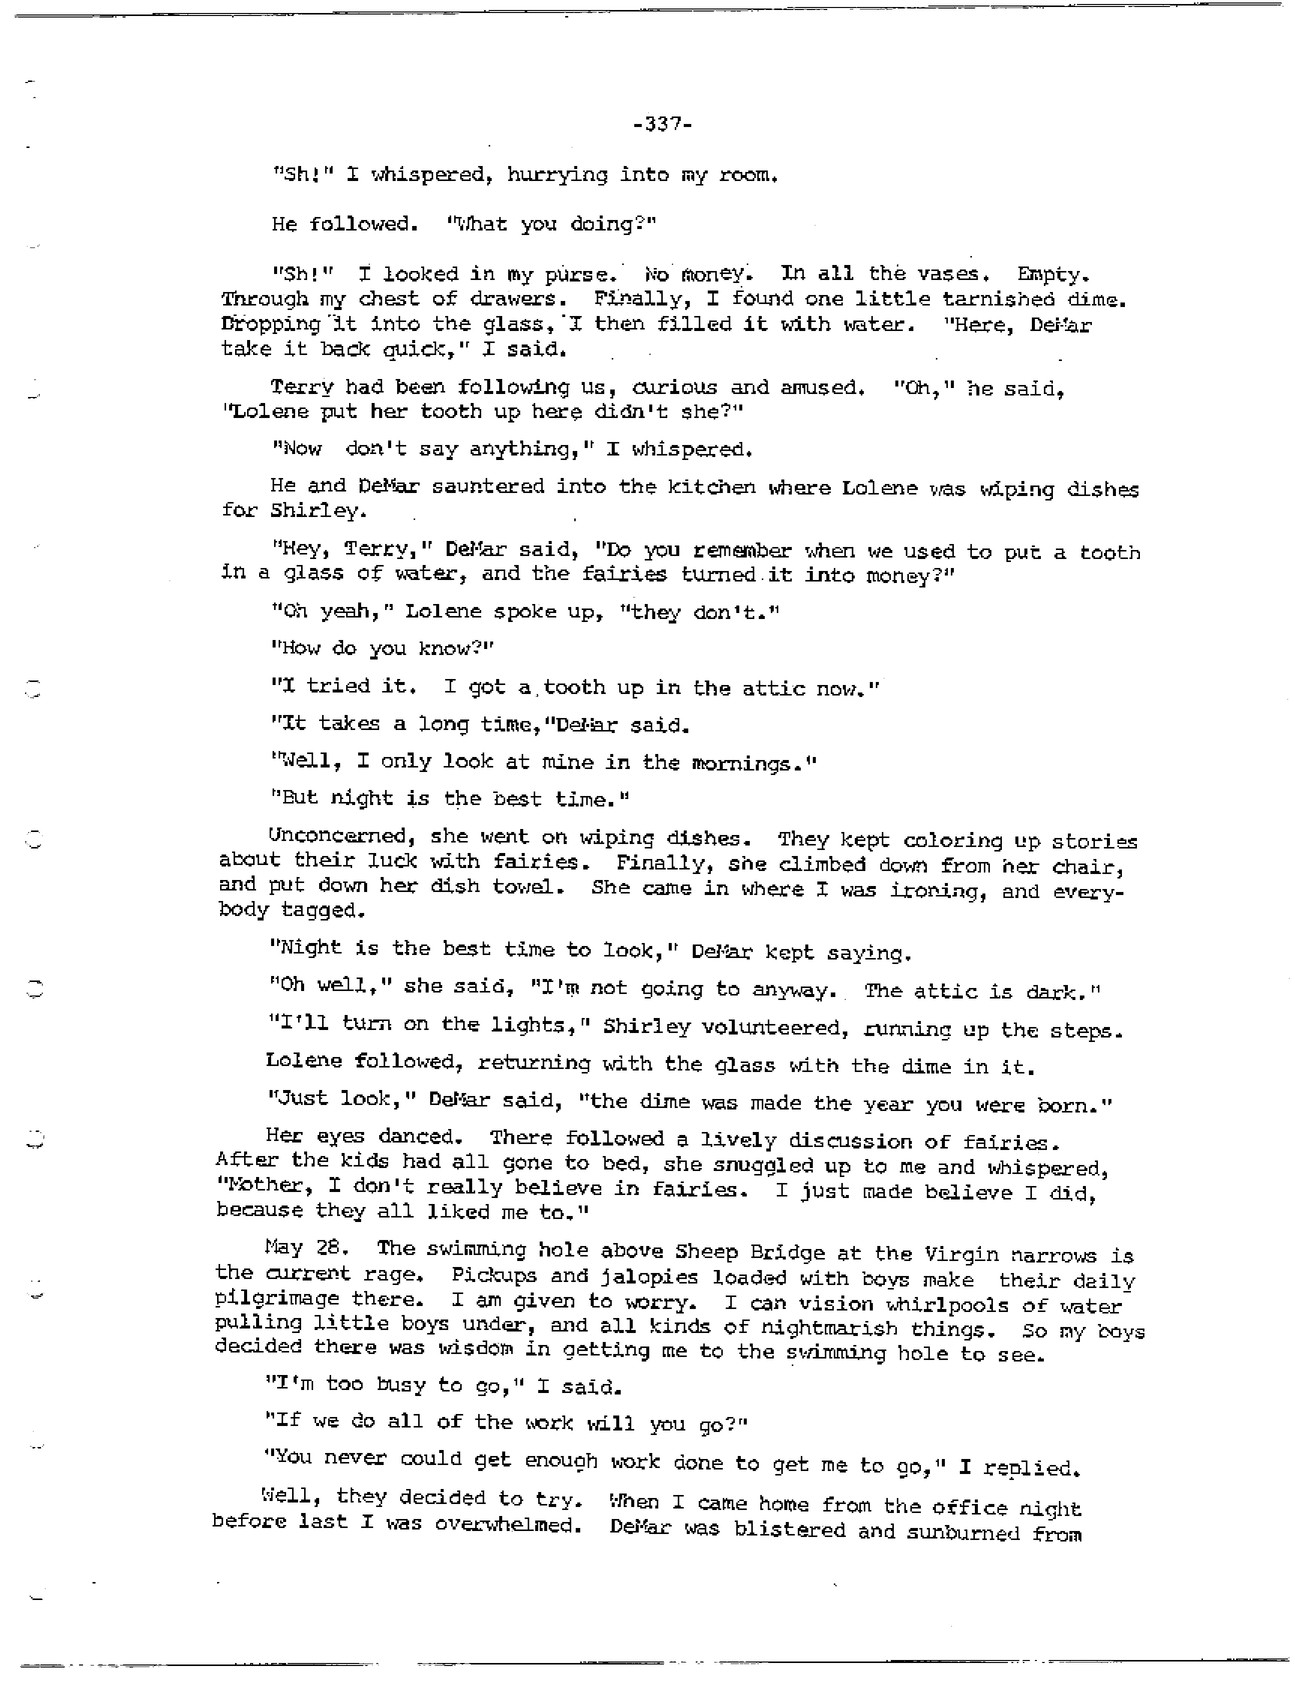 -337-
"Sh!" I whispered, hurrying into my room.
He followed. "What you doing?"
"Sh!" I looked in my purse. No money. In all the vases. Empty.
Through my chest of drawers. Finally, I found one little tarnished dime.
Dropping it into the glass, I then filled it with water. "Here, DeMar
take it back quick," I said.
Terry had been following us, curious and amused. "Oh," he said,
"Lolene put her tooth up here didn't she?"
"Now don't say anything," I whispered.
He and DeMar sauntered into the kitchen where Lolene was wiping dishes
for Shirley.
"Hey, Terry," DeMar said, "Do you remember when we used to put a tooth
in a glass of water, and the fairies turned it into money?"
"Oh yeah," Lolene spoke up, "they don't."
"How do you know?"
"I tried it. I got a tooth up in the attic now."
"It takes a long time,"DeMar said.
"Well, I only look at mine in the mornings."
"But night is the best time."
Unconcerned, she went on wiping dishes. They kept coloring up stories
about their luck with fairies. Finally, she climbed down from her chair,
and put down her dish towel. She came in where I was ironing, and every-
body tagged.
"Night is the best time to look," DeMar kept saying.
"Oh well," she said, "I'm not going to anyway. The attic is dark."
"I'll turn on the lights," Shirley volunteered, running up the steps.
Lolene followed, returning with the glass with the dime in it.
"Just look," DeMar said, "the dime was made the year you were born."
Her eyes danced. There followed a lively discussion of fairies.
After the kids had all gone to bed, she snuggled up to me and whispered,
"Mother, I don't really believe in fairies. I just made believe I did,
because they all liked me to."
May 28. The swimming hole above Sheep Bridge at the Virgin narrows is
the current rage. Pickups and jalopies loaded with boys make their daily
pilgrimage there. I am given to worry. I can vision whirlpools of water
pulling little boys under, and all kinds of nightmarish things. So my boys
decided there was wisdom in getting me to the swimming hole to see.
"I'm too busy to go," I said.
"If we do all of the work will you go?"
"You never could get enough work done to get me to go," I replied.
Well, they decided to try. When I came home from the office night
before last I was overwhelmed. DeMar was blistered and sunburned from